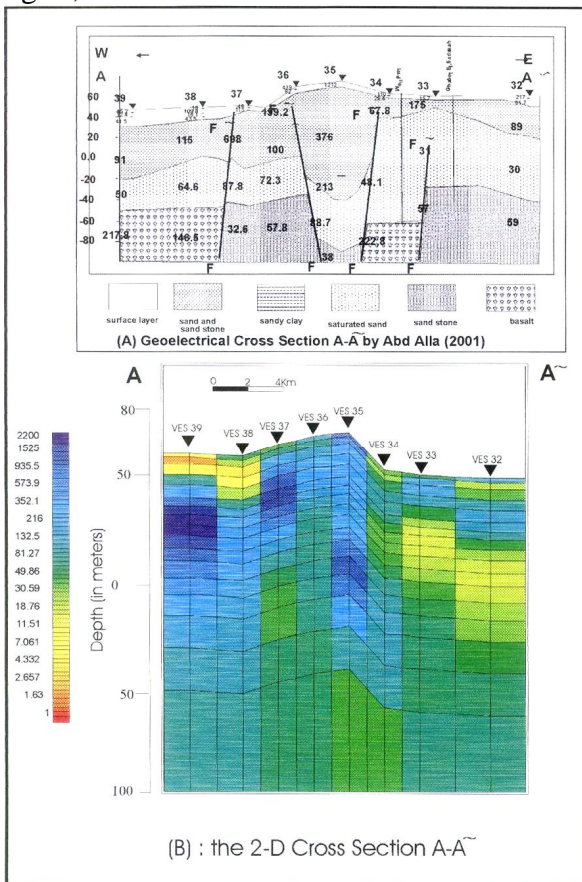 W E
A A~
39 38 37 36 35 34 33 32
60
40
20
0.0
-20
-40
-60
-80
F F F F
115 698 199.2 376 67.8 175 89
91 100 31 30
50 64.6 87.8 72.3 213 48.1
217.8 146.5 32.6 57.8 88.7 222.8 57 59
38
F F F F
surface layer
sand and
sand stone
sandy clay
saturated sand
sand stone
basalt
(A) Geoelectrical Cross Section A-A~ by Abd Alla (2001)
A A~
0 2 4Km
80
50
0
50
100
Depth (in meters)
VES 39 VES 38 VES 37 VES 36 VES 35 VES 34 VES 33 VES 32
2200
1525
935.5
573.9
352.1
216
132.5
81.27
49.86
30.59
18.76
11.51
7.061
4.332
2.657
1.63
1
(B) : the 2-D Cross Section A-A~